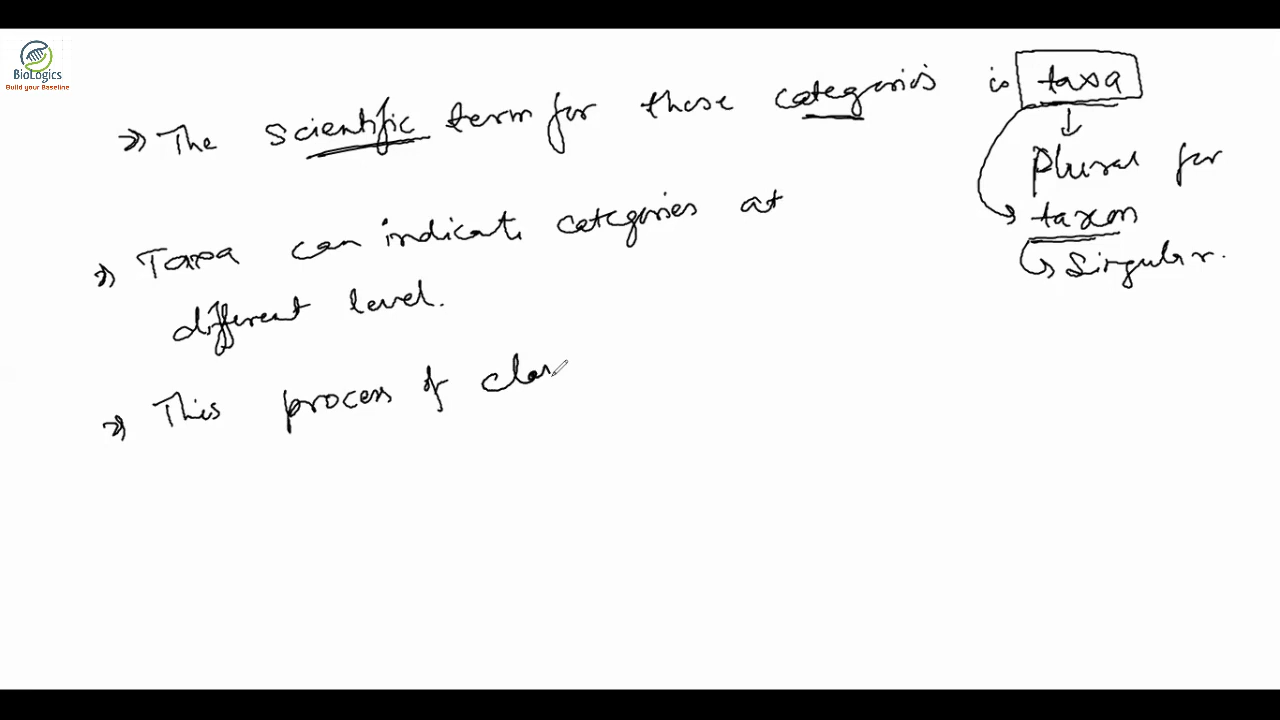 BioLogics
Build your Baseline
⇒ The scientific term for these categories is taxa
↓
Plural for
taxon
↳ Singular.
⇒ Taxa can indicate categories at
different level.
⇒ This process of clas